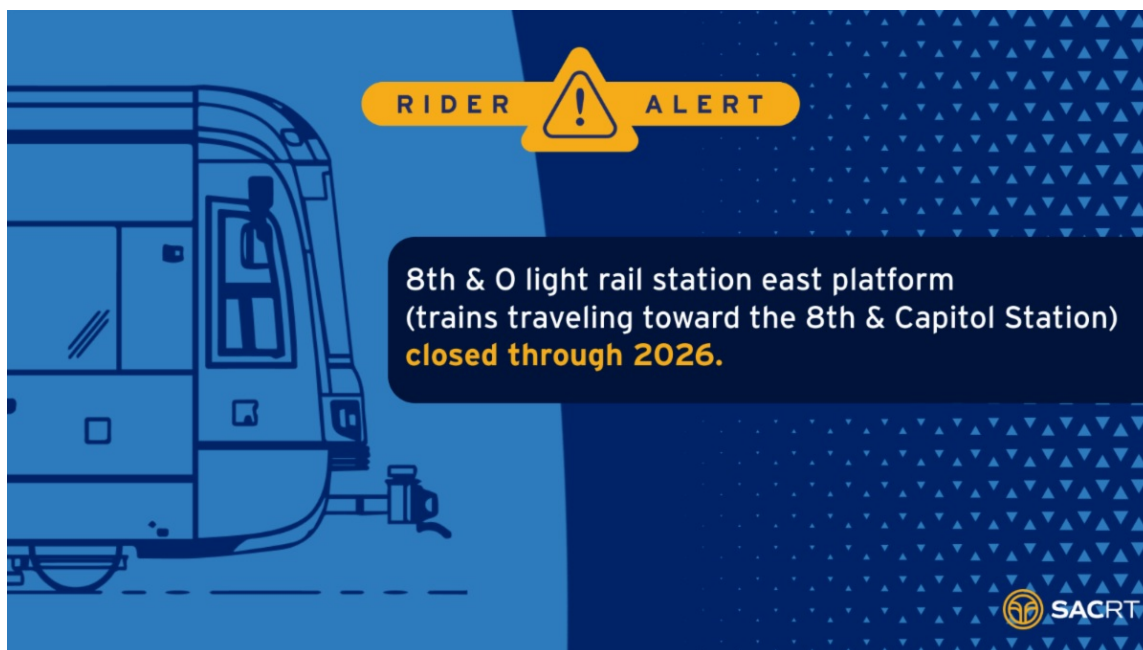 RIDER ! ALERT
8th & O light rail station east platform
(trains traveling toward the 8th & Capitol Station)
closed through 2026.
SACRT